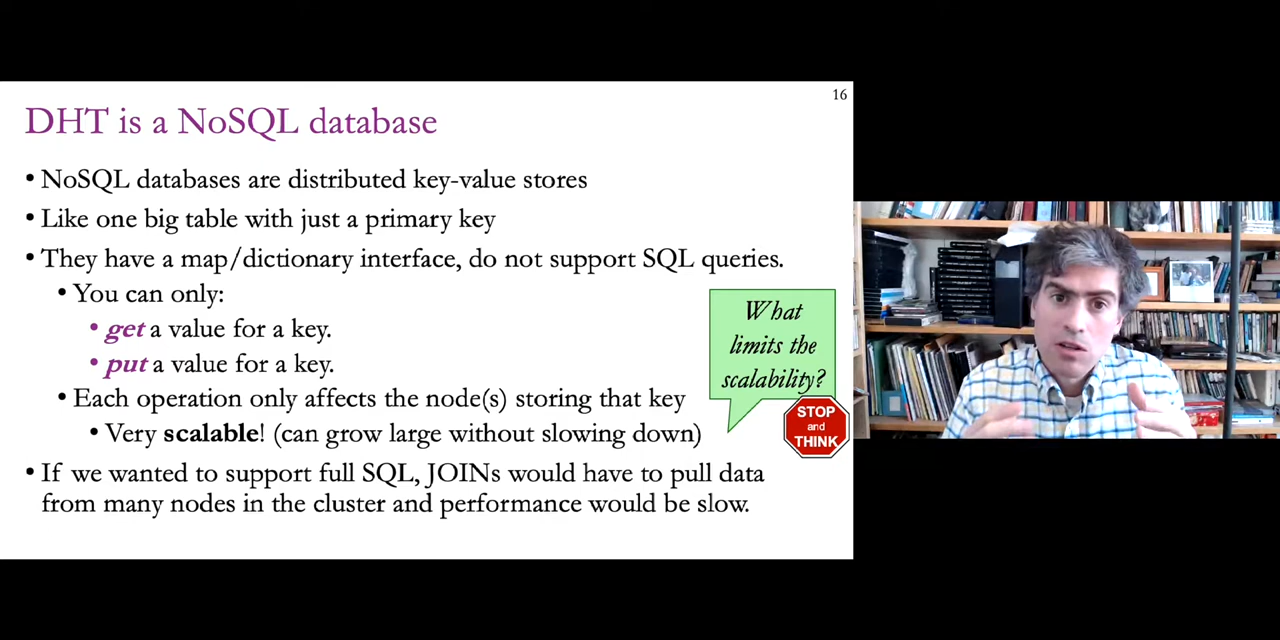 16
DHT is a NoSQL database
• NoSQL databases are distributed key-value stores
• Like one big table with just a primary key
• They have a map/dictionary interface, do not support SQL queries.
• You can only:
• get a value for a key.
• put a value for a key.
• Each operation only affects the node(s) storing that key
• Very scalable! (can grow large without slowing down)
• If we wanted to support full SQL, JOINs would have to pull data
from many nodes in the cluster and performance would be slow.
What
limits the
scalability?
STOP
and
THINK